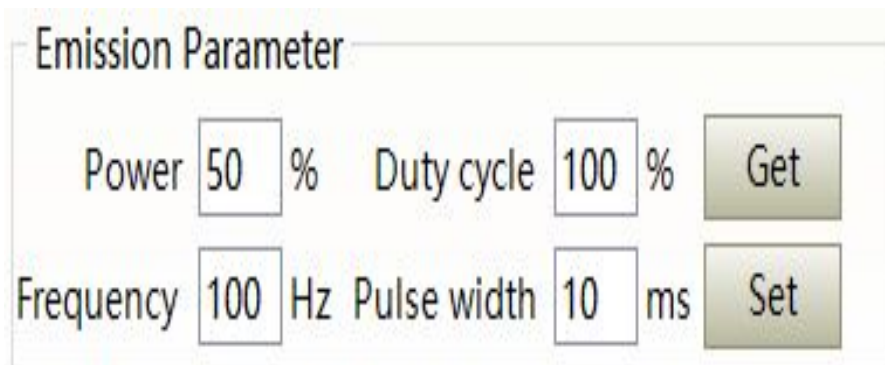 Emission Parameter
Power 50 % Duty cycle 100 % Get
Frequency 100 Hz Pulse width 10 ms Set